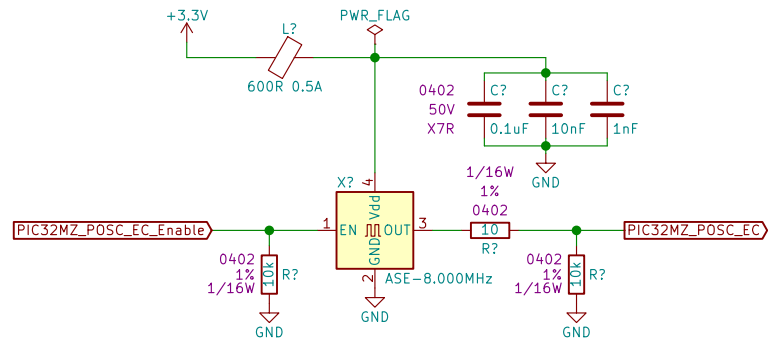 +3.3V
PWR_FLAG
L?
600R 0.5A
0402
50V
X7R
C?
0.1uF
C?
10nF
C?
1nF
GND
1/16W
1%
0402
X?
4
Vdd
PIC32MZ_POSC_EC_Enable
1
EN
GND
OUT
3
10
R?
PIC32MZ_POSC_EC
2
ASE-8.000MHz
GND
0402
1%
1/16W
10k
R?
GND
0402
1%
1/16W
10k
R?
GND